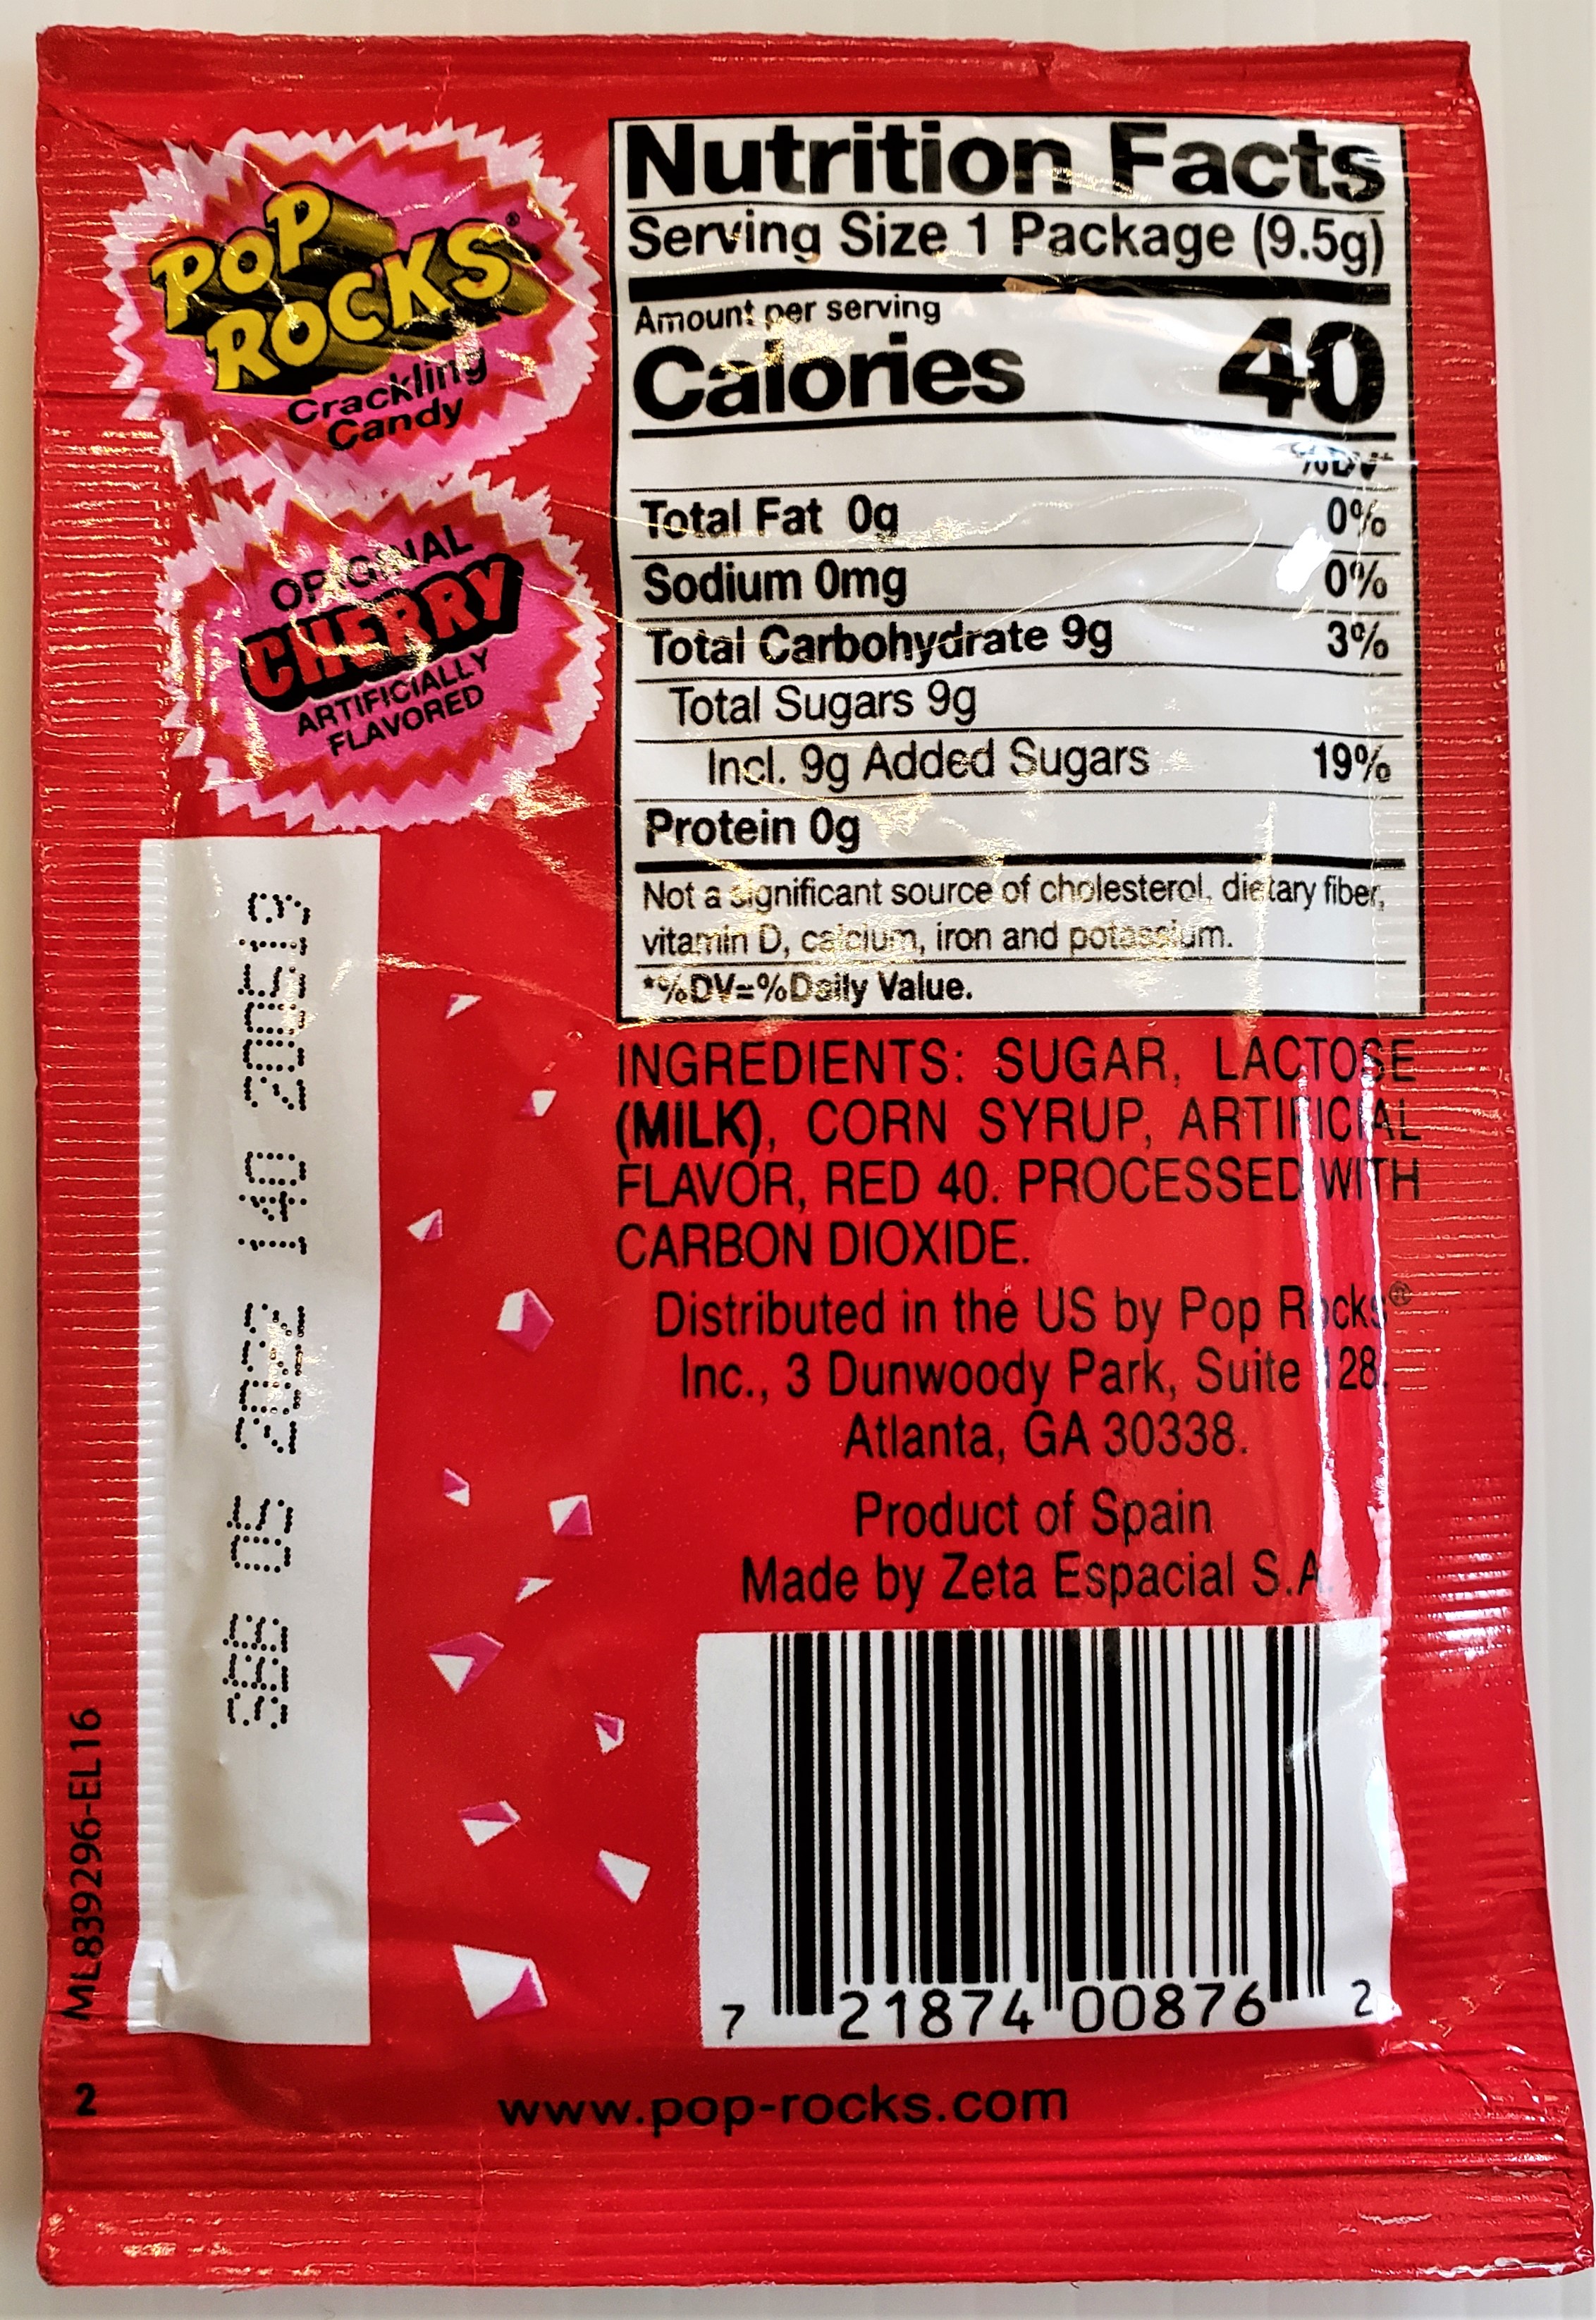 POP
ROCKS®
Crackling
Candy
ORIGINAL
CHERRY
ARTIFICIALLY
FLAVORED
Nutrition Facts
Serving Size 1 Package (9.5g)
Amount per serving
Calories 40
%DV*
Total Fat 0g 0%
Sodium 0mg 0%
Total Carbohydrate 9g 3%
Total Sugars 9g
Incl. 9g Added Sugars 19%
Protein 0g
Not a significant source of cholesterol, dietary fiber,
vitamin D, calcium, iron and potassium.
*%DV=%Daily Value.
INGREDIENTS: SUGAR, LACTOSE
(MILK), CORN SYRUP, ARTIFICIAL
FLAVOR, RED 40. PROCESSED WITH
CARBON DIOXIDE.
Distributed in the US by Pop Rocks®
Inc., 3 Dunwoody Park, Suite 128,
Atlanta, GA 30338.
Product of Spain
Made by Zeta Espacial S.A.
7 21874 00876 2
www.pop-rocks.com
140
ML839296-EL16
2